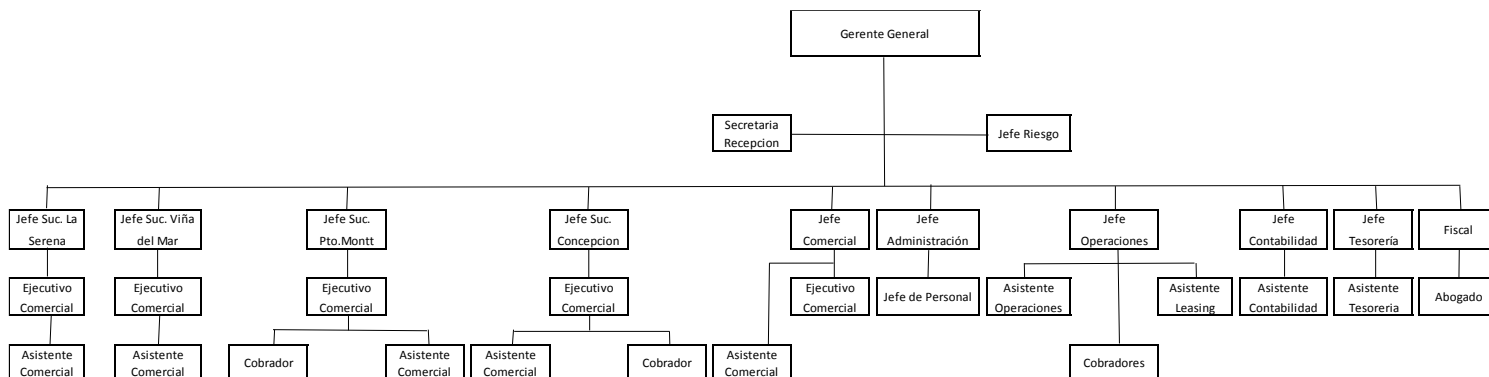 Gerente General
Secretaria
Recepcion
Jefe Riesgo
Jefe Suc. La
Serena
Jefe Suc. Viña
del Mar
Jefe Suc.
Pto.Montt
Jefe Suc.
Concepcion
Jefe
Comercial
Jefe
Administración
Jefe
Operaciones
Jefe
Contabilidad
Jefe
Tesorería
Fiscal
Ejecutivo
Comercial
Ejecutivo
Comercial
Ejecutivo
Comercial
Ejecutivo
Comercial
Ejecutivo
Comercial
Jefe de Personal
Asistente
Operaciones
Asistente
Leasing
Asistente
Contabilidad
Asistente
Tesoreria
Abogado
Asistente
Comercial
Asistente
Comercial
Cobrador
Asistente
Comercial
Asistente
Comercial
Cobrador
Asistente
Comercial
Cobradores